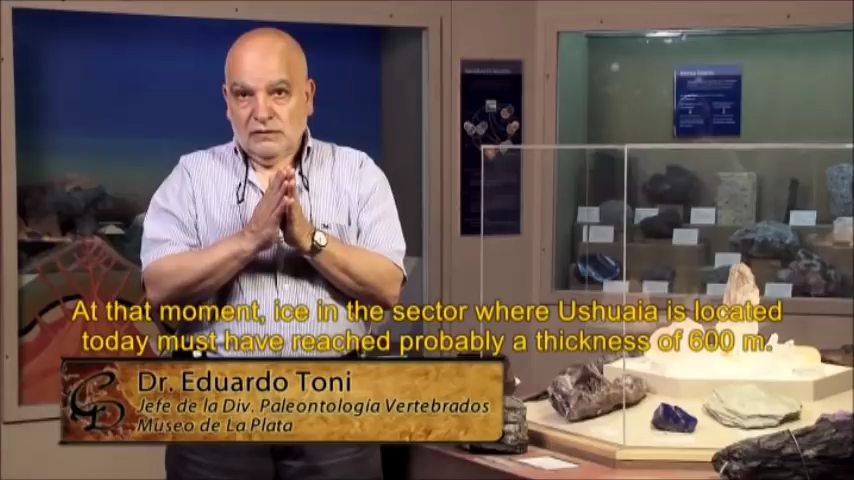 At that moment, ice in the sector where Ushuaia is located
today must have reached probably a thickness of 600 m.
Dr. Eduardo Toni
Jefe de la Div. Paleontología Vertebrados
Museo de La Plata